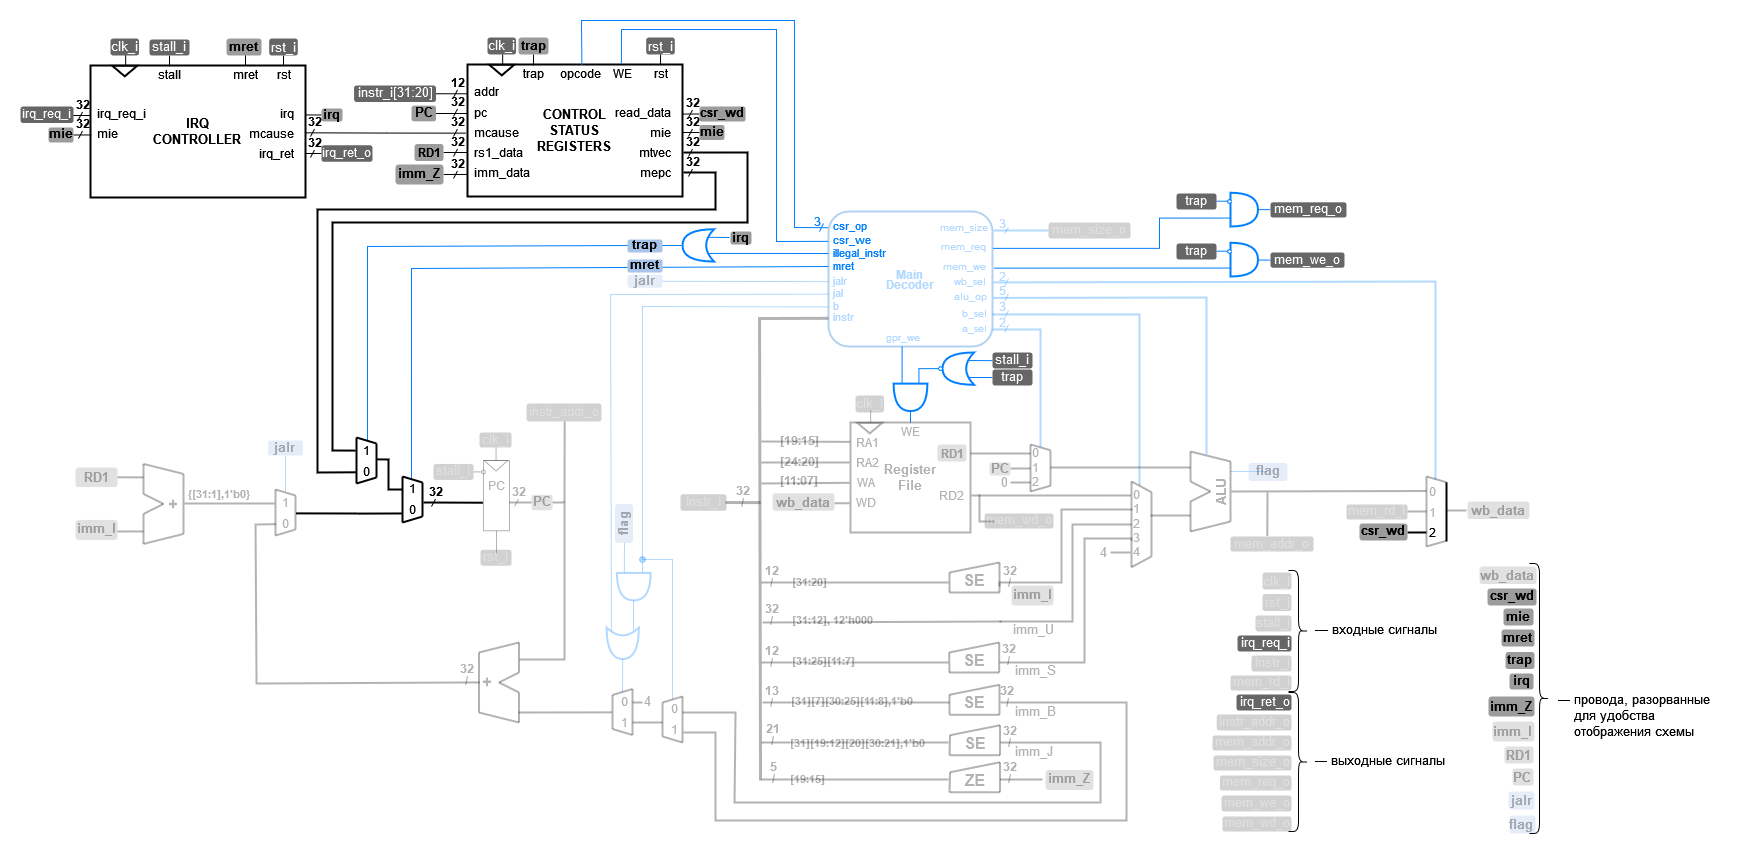 clk_i stall_i mret rst_i
stall mret rst
irq_req_i 32 irq_req_i
mie 32 mie
IRQ
CONTROLLER
irq irq
mcause 32
irq_ret 32 irq_ret_o
clk_i trap rst_i
trap opcode WE rst
instr_i[31:20] 12 addr
PC 32 pc
32 mcause
RD1 32 rs1_data
imm_Z 32 imm_data
CONTROL
STATUS
REGISTERS
read_data 32 csr_wd
mie 32 mie
mtvec 32
mepc 32
3 csr_op
csr_we
illegal_instr
mret
jalr
jal
b
instr
Main
Decoder
gpr_we
mem_size 3 mem_size_o
mem_req
mem_we
wb_sel 2
alu_op 5
b_sel 3
a_sel 2
trap irq
mret
jalr
trap mem_req_o
trap mem_we_o
stall_i
trap
clk_i
WE
[19:15] RA1
[24:20] RA2
[11:07] WA
wb_data WD
Register
File
RD1
RD2
mem_wd_o
PC
0
0
1
2
0
1
2
3
4
4
ALU
flag
mem_addr_o
mem_rd_i
csr_wd
0
1
2
wb_data
instr_i 32
instr_addr_o
clk_i
stall_i
PC 32 PC
rst_i
1
0
1
0
32
jalr
RD1
imm_I
+
{[31:1],1'b0}
1
0
flag
32 +
0 4
1
0
1
12 [31:20] SE 32 imm_I
32 [31:12], 12'h000 imm_U
12 [31:25][11:7] SE 32 imm_S
13 [31][7][30:25][11:8],1'b0 SE 32 imm_B
21 [31][19:12][20][30:21],1'b0 SE 32 imm_J
5 [19:15] ZE 32 imm_Z
clk_i
rst_i
stall_i
irq_req_i
instr_i
mem_rd_i
— входные сигналы
irq_ret_o
instr_addr_o
mem_addr_o
mem_size_o
mem_req_o
mem_we_o
mem_wd_o
— выходные сигналы
wb_data
csr_wd
mie
mret
trap
irq
imm_Z
imm_I
RD1
PC
jalr
flag
— провода, разорванные
для удобства
отображения схемы